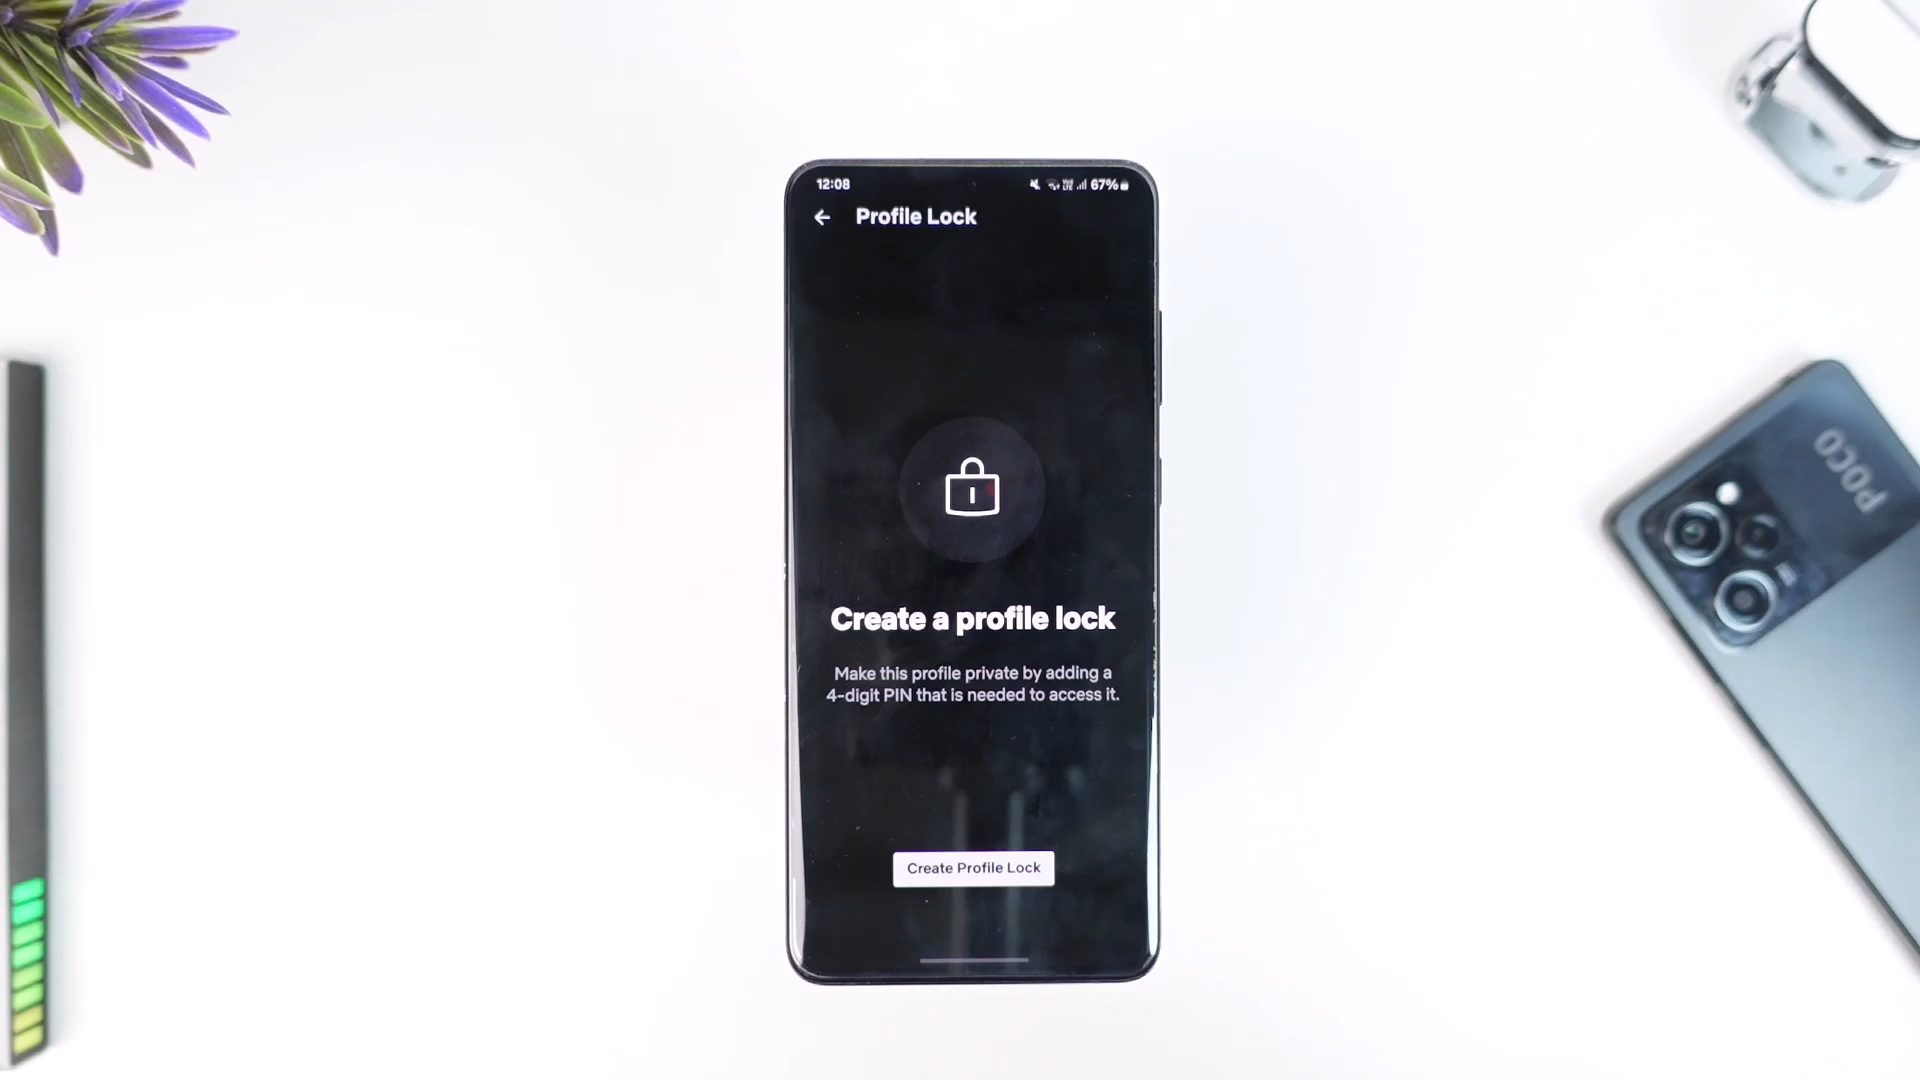 12:08
67%
Profile Lock
Create a profile lock
Make this profile private by adding a
4-digit PIN that is needed to access it.
Create Profile Lock
POCO